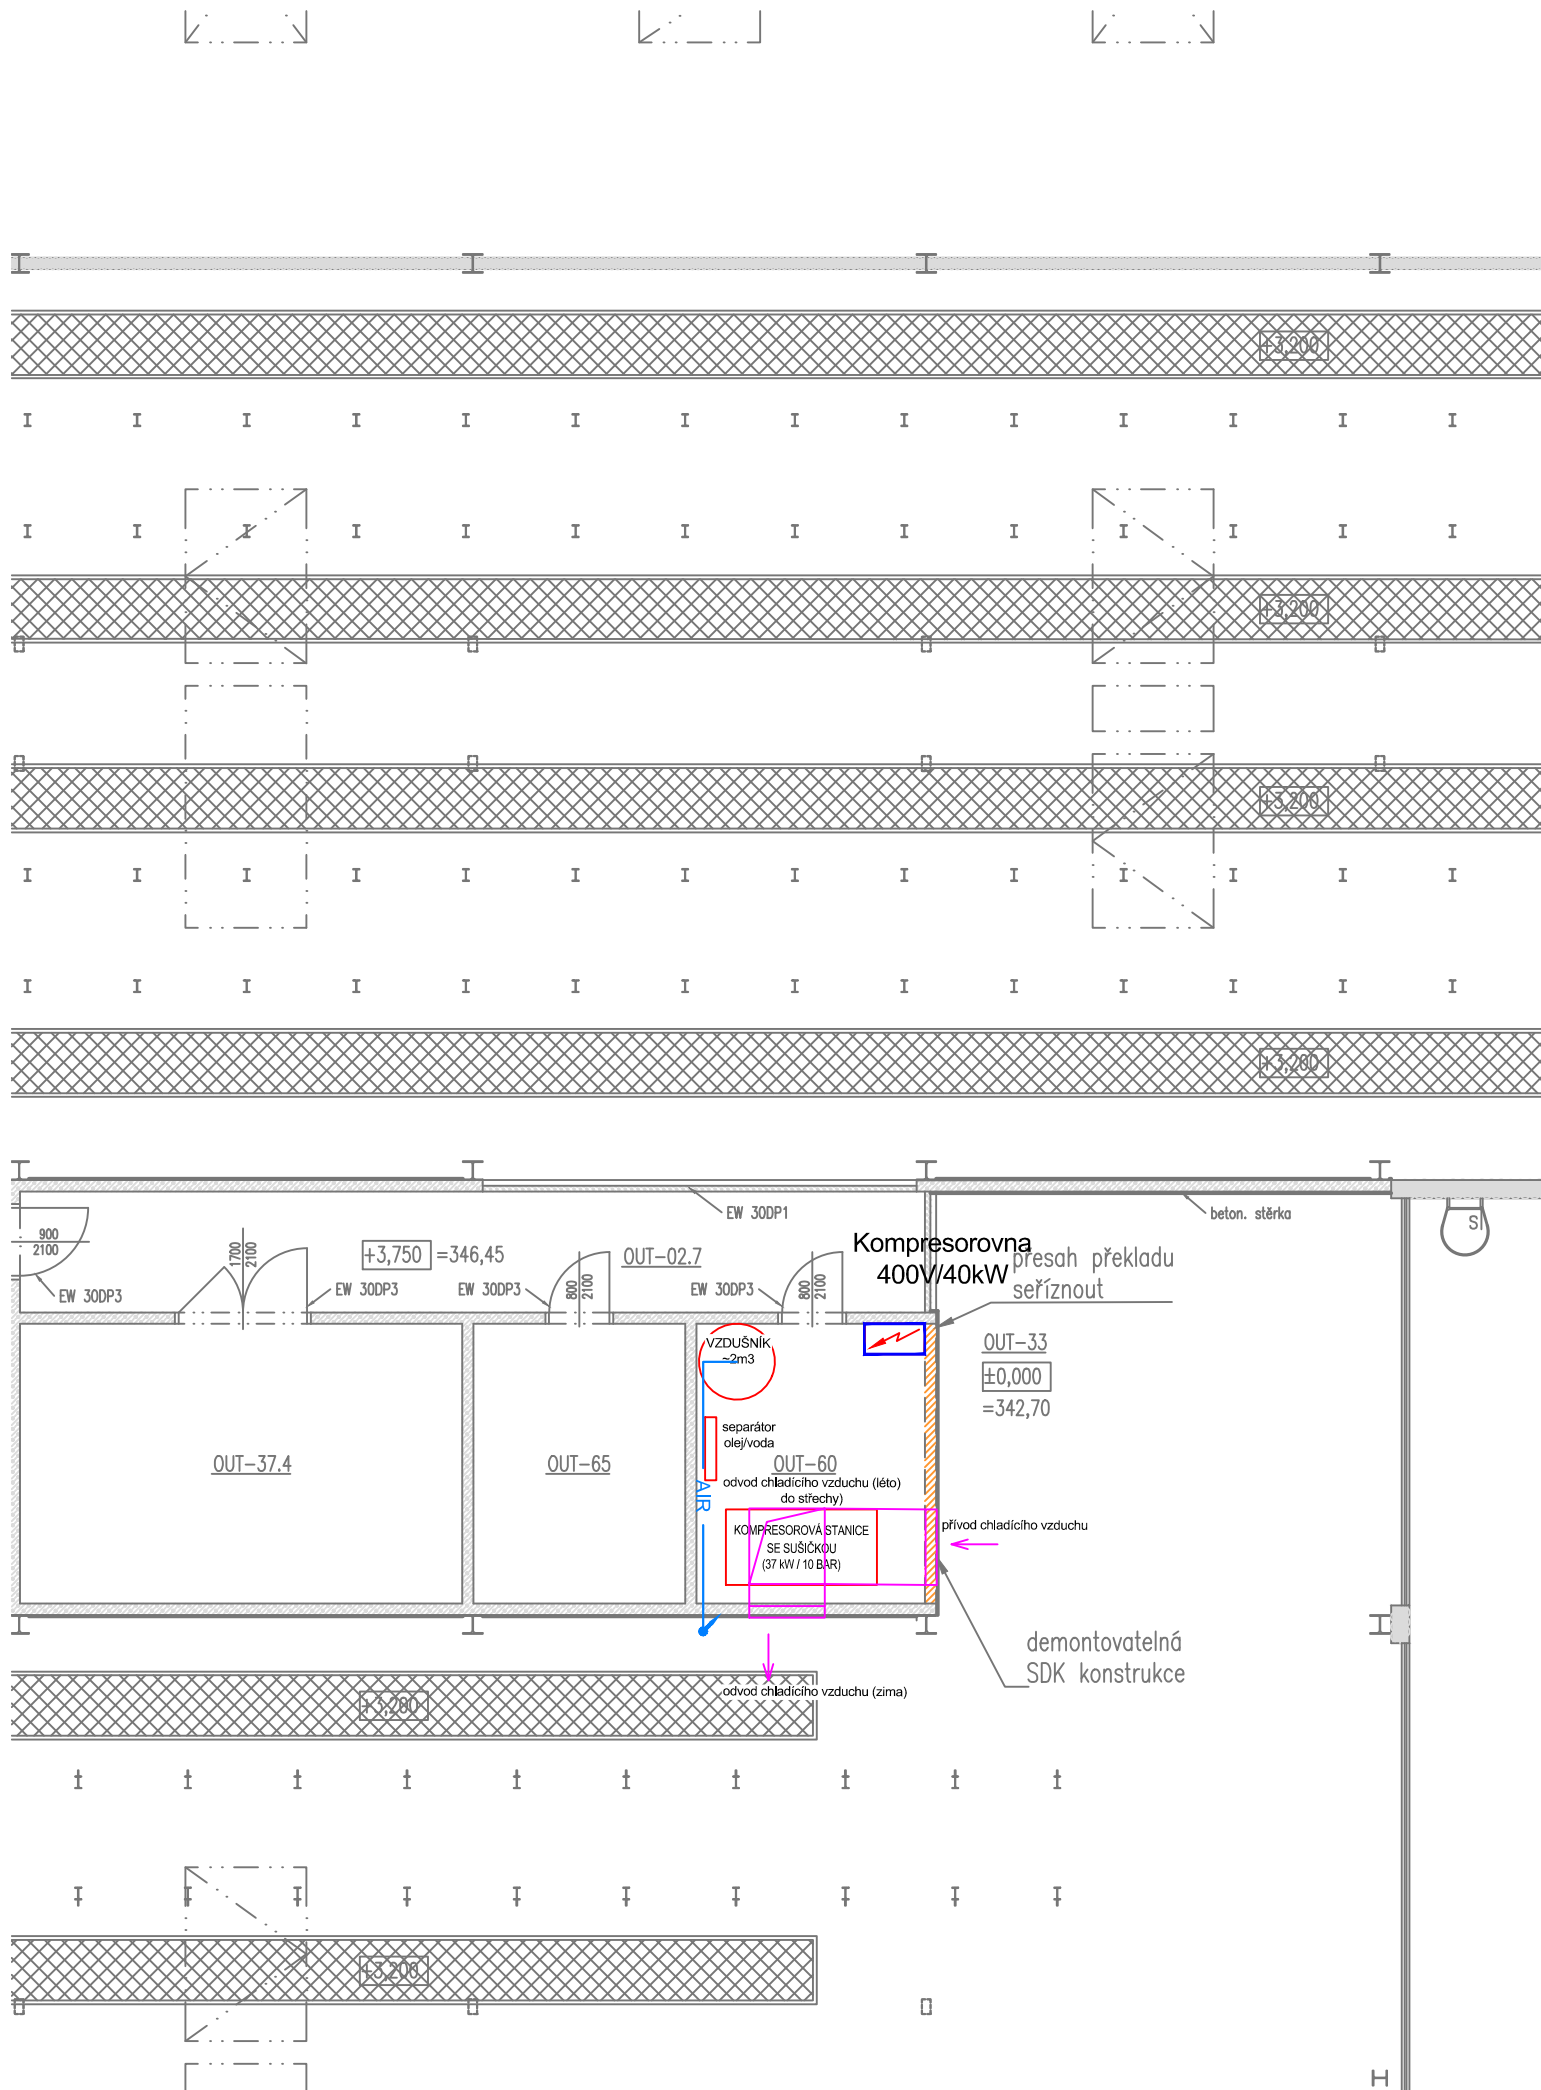 +3,200
+3,200
+3,200
+3,200
EW 30DP1
beton. stěrka
SI
900
2100
EW 30DP3
1700
2100
+3,750 =346,45
EW 30DP3
EW 30DP3
800
2100
OUT-02.7
EW 30DP3
800
2100
Kompresorovna
400V/40kW
přesah překladu
seříznout
OUT-33
±0,000
=342,70
VZDUŠNÍK
~2m3
separátor
olej/voda
OUT-37.4
OUT-65
OUT-60
AIR
odvod chladícího vzduchu (léto)
do střechy)
KOMPRESOROVÁ STANICE
SE SUŠIČKOU
(37 kW / 10 BAR)
přívod chladícího vzduchu
demontovatelná
SDK konstrukce
odvod chladícího vzduchu (zima)
+3,200
+3,200